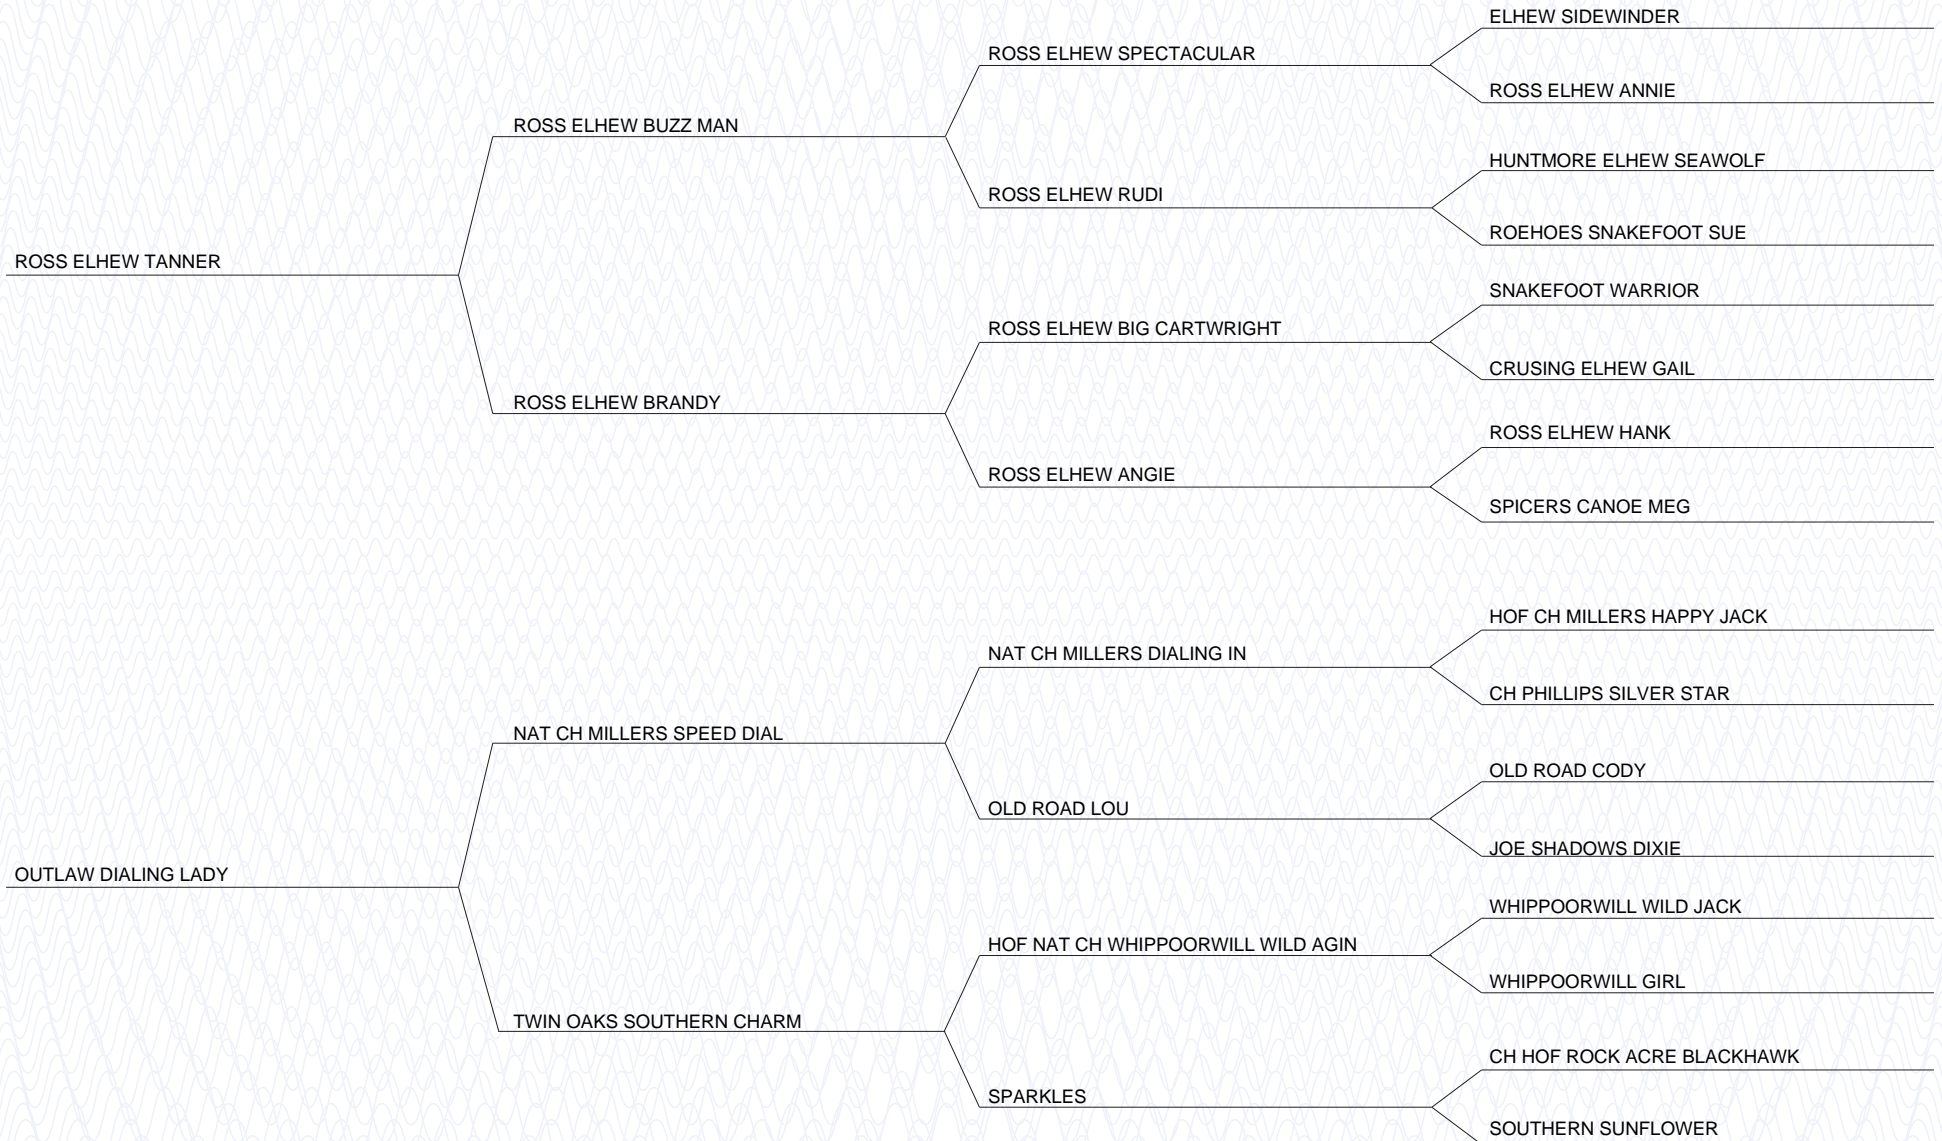 ELHEW SIDEWINDER
ROSS ELHEW SPECTACULAR
ROSS ELHEW ANNIE
ROSS ELHEW BUZZ MAN
HUNTMORE ELHEW SEAWOLF
ROSS ELHEW RUDI
ROEHOES SNAKEFOOT SUE
ROSS ELHEW TANNER
SNAKEFOOT WARRIOR
ROSS ELHEW BIG CARTWRIGHT
CRUSING ELHEW GAIL
ROSS ELHEW BRANDY
ROSS ELHEW HANK
ROSS ELHEW ANGIE
SPICERS CANOE MEG
HOF CH MILLERS HAPPY JACK
NAT CH MILLERS DIALING IN
CH PHILLIPS SILVER STAR
NAT CH MILLERS SPEED DIAL
OLD ROAD CODY
OLD ROAD LOU
JOE SHADOWS DIXIE
OUTLAW DIALING LADY
WHIPPOORWILL WILD JACK
HOF NAT CH WHIPPOORWILL WILD AGIN
WHIPPOORWILL GIRL
TWIN OAKS SOUTHERN CHARM
CH HOF ROCK ACRE BLACKHAWK
SPARKLES
SOUTHERN SUNFLOWER